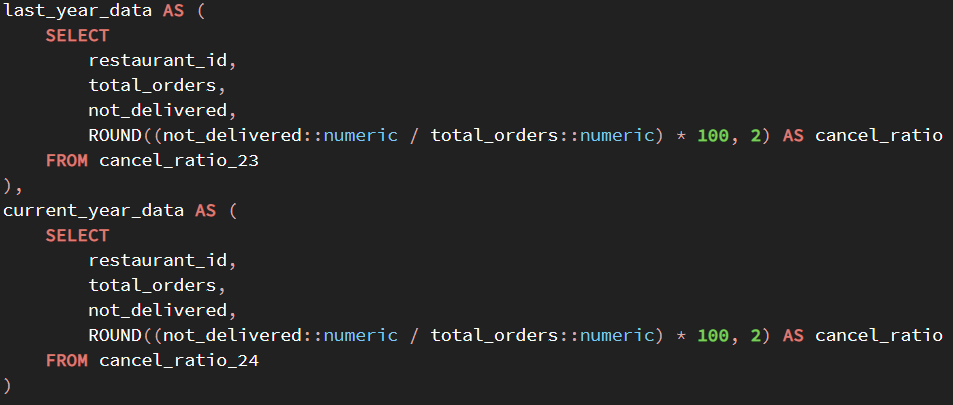 last_year_data AS (
    SELECT
        restaurant_id,
        total_orders,
        not_delivered,
        ROUND((not_delivered::numeric / total_orders::numeric) * 100, 2) AS cancel_ratio
    FROM cancel_ratio_23
),
current_year_data AS (
    SELECT
        restaurant_id,
        total_orders,
        not_delivered,
        ROUND((not_delivered::numeric / total_orders::numeric) * 100, 2) AS cancel_ratio
    FROM cancel_ratio_24
)